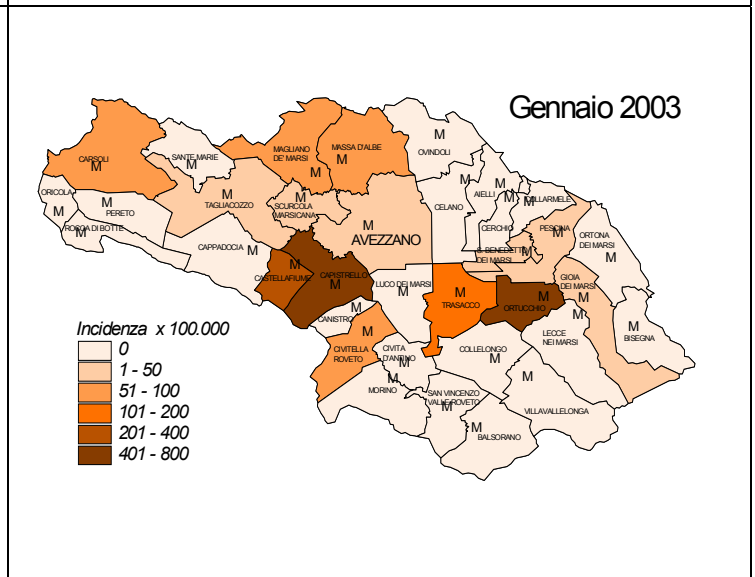 Gennaio 2003
CARSOLI
M
SANTE MARIE
M
MAGLIANO
DE' MARSI
M
MASSA D'ALBE
M
M
OVINDOLI
ORICOLA
M
M
PERETO
ROCCA DI BOTTE
M
M
TAGLIACOZZO
M
SCURCOLA
MARSICANA
M
AVEZZANO
M
CELANO
M
AIELLI
M
CERCHIO
M
COLLARMELE
S. BENEDETTO
DEI MARSI
M
PESCINA
M
ORTONA
DEI MARSI
M
CAPPADOCIA
M
M
CASTELLAFIUME
CAPISTRELLO
M
LUCO DEI MARSI
M
M
TRASACCO
M
ORTUCCHIO
GIOIA
DEI MARSI
M
M
BISEGNA
LECCE
NEI MARSI
M
M
CANISTRO
M
CIVITELLA
ROVETO
CIVITA
D'ANTINO
M
M
MORINO
COLLELONGO
M
SAN VINCENZO
VALLE ROVETO
M
M
VILLAVALLELONGA
M
BALSORANO
Incidenza x 100.000
0
1 - 50
51 - 100
101 - 200
201 - 400
401 - 800